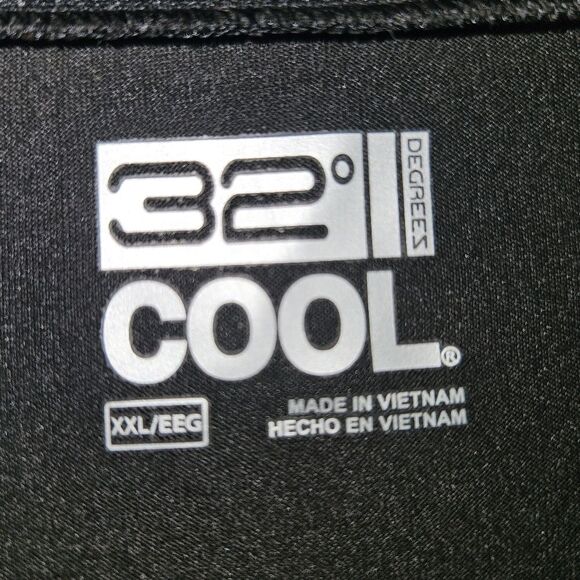 32°
DEGREES
COOL®
XXL/EEG
MADE IN VIETNAM
HECHO EN VIETNAM